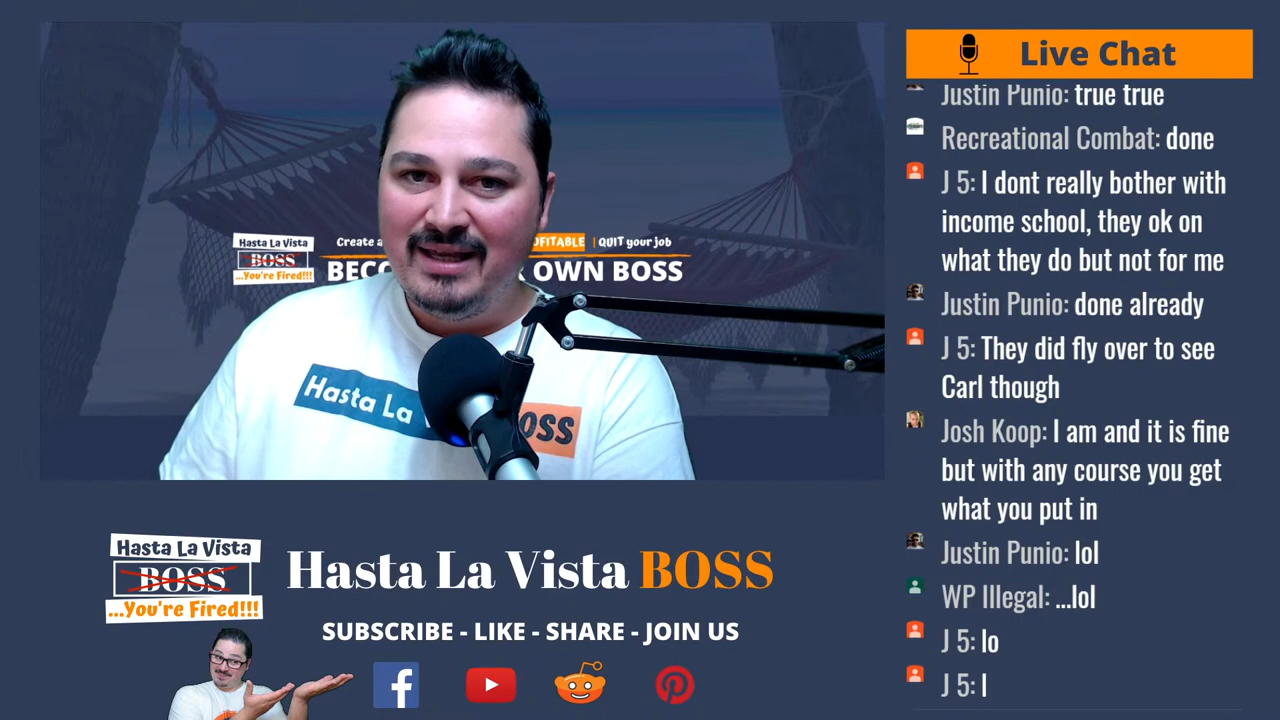 Live Chat
Justin Punio: true true
Recreational Combat: done
J 5: I dont really bother with
income school, they ok on
what they do but not for me
Justin Punio: done already
J 5: They did fly over to see
Carl though
Josh Koop: I am and it is fine
but with any course you get
what you put in
Justin Punio: lol
WP Illegal: ...lol
J 5: lo
J 5: l
Hasta La Vista
BOSS
...You're Fired!!!
Create a
OFITABLE | QUIT your job
BECO
OWN BOSS
Hasta La
OSS
Hasta La Vista
BOSS
...You're Fired!!!
Hasta La Vista BOSS
SUBSCRIBE - LIKE - SHARE - JOIN US